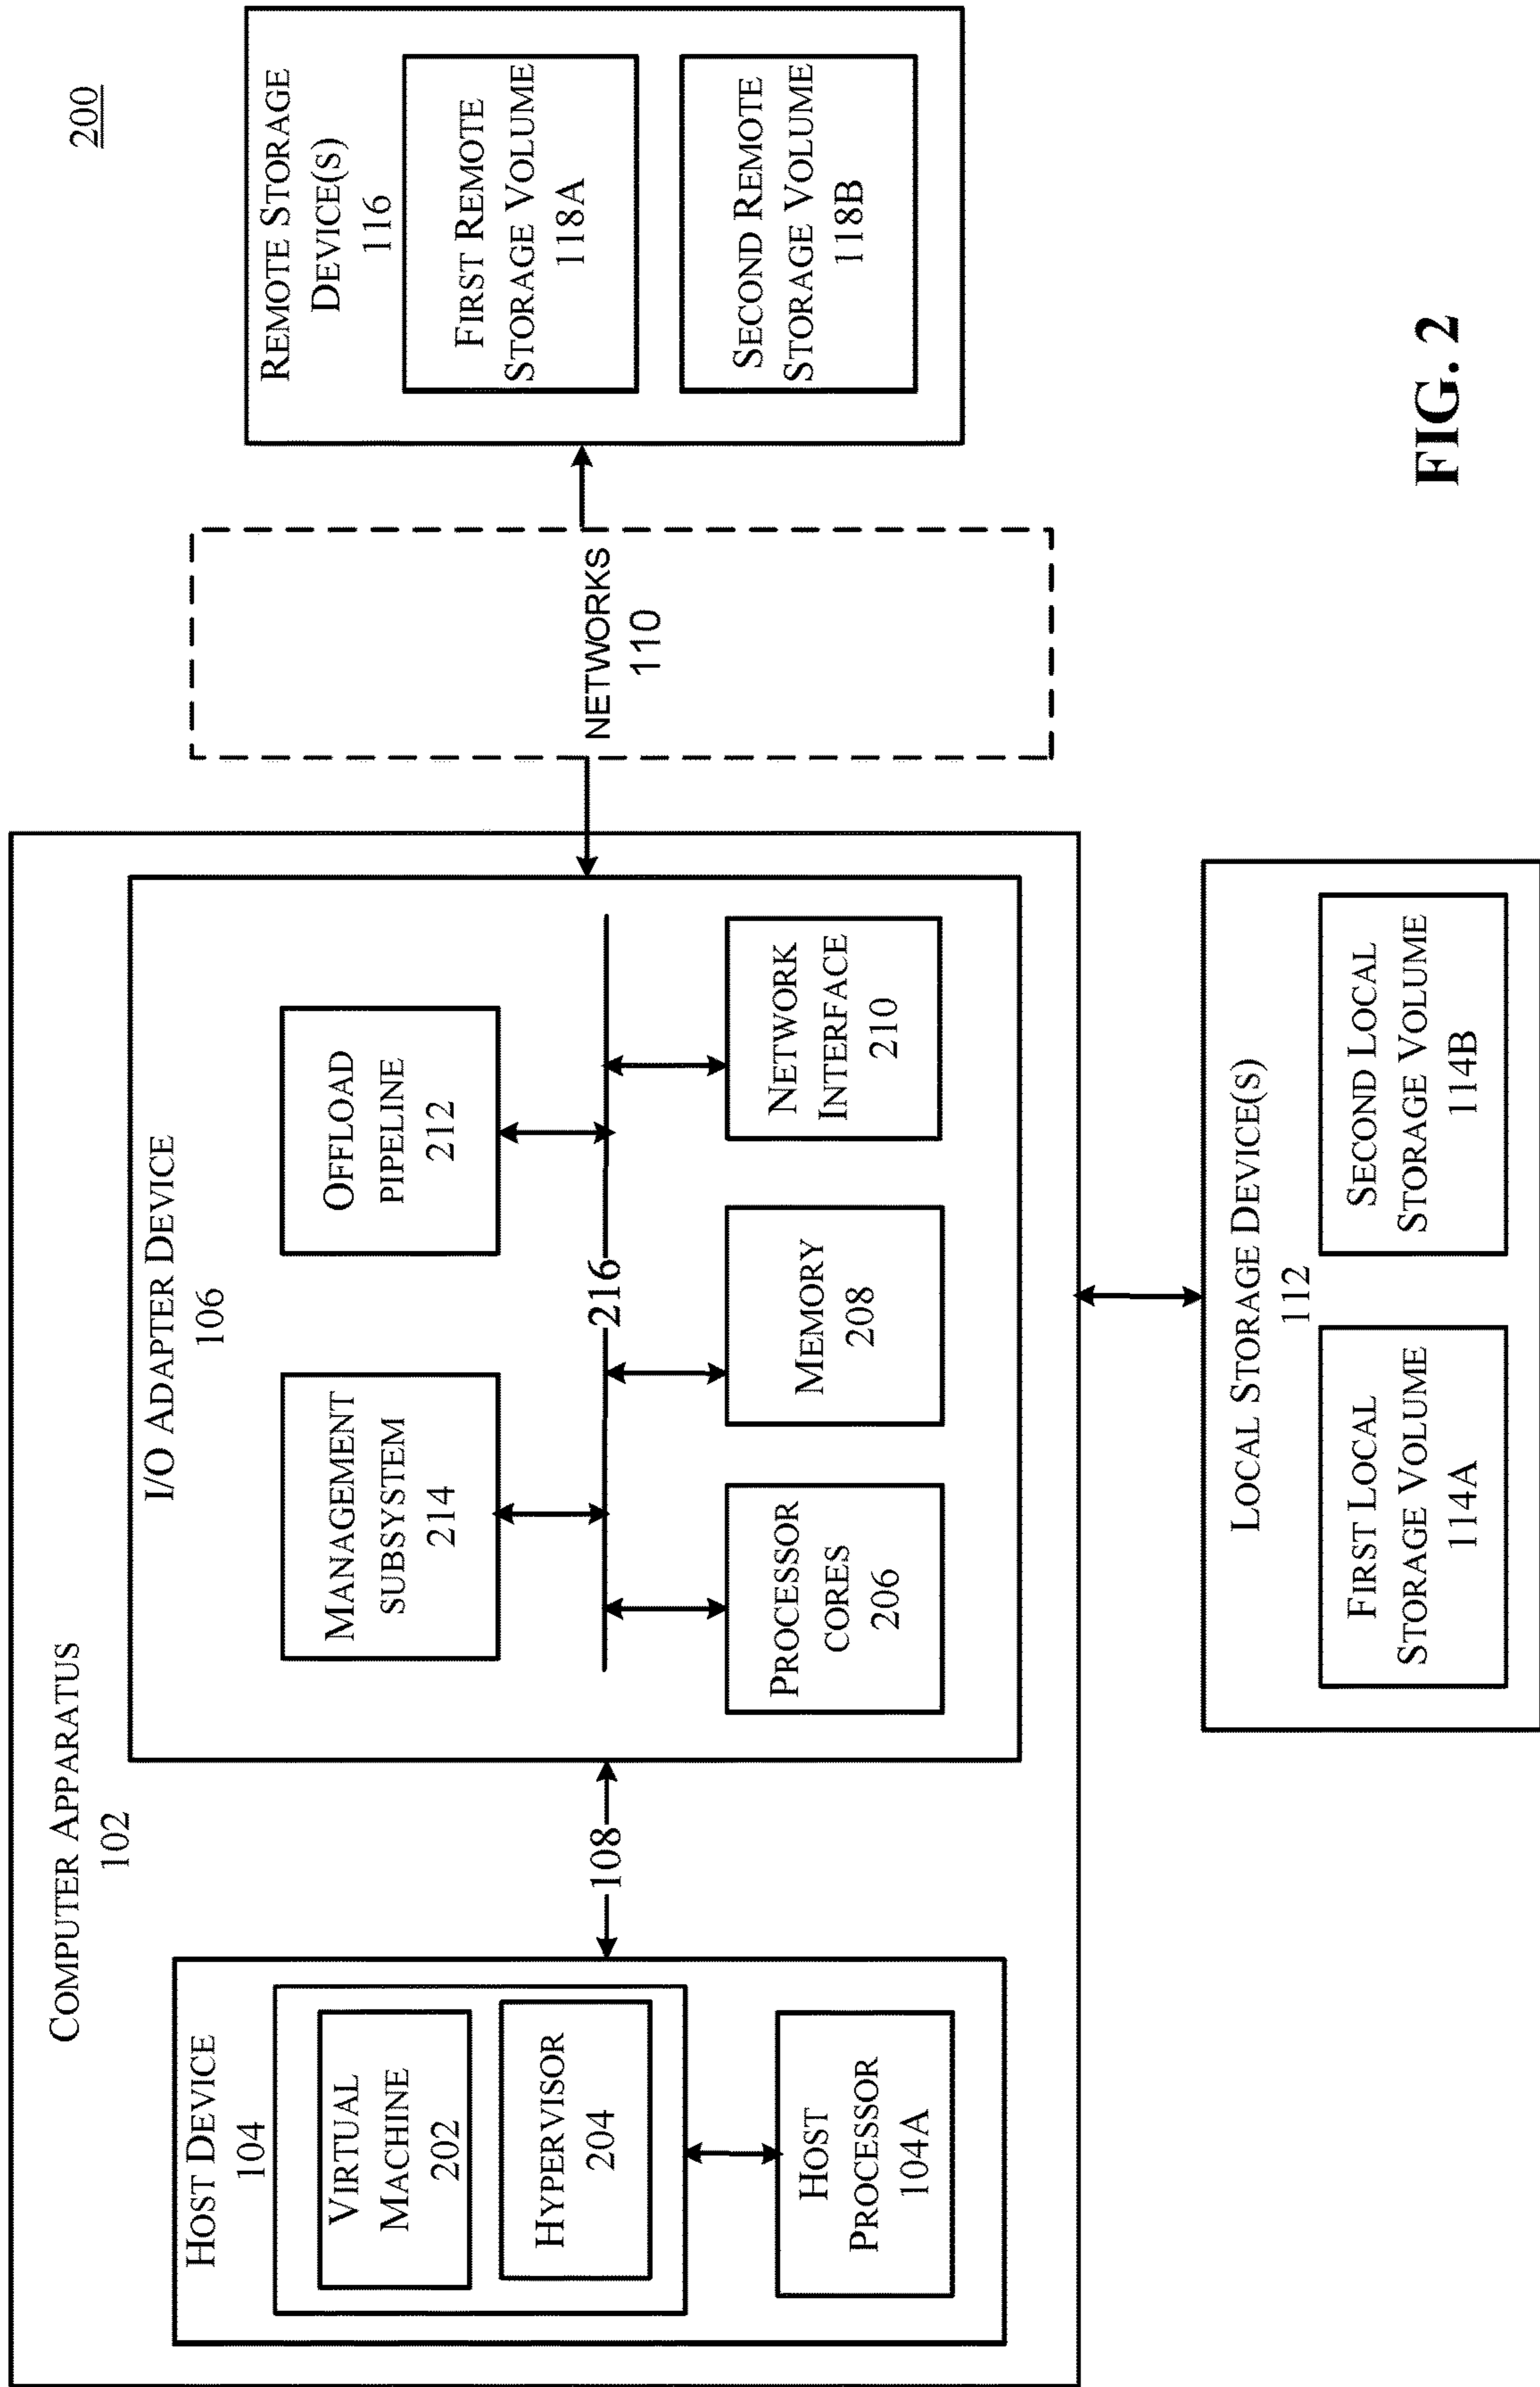 200
COMPUTER APPARATUS
102
HOST DEVICE
104
VIRTUAL
MACHINE
202
HYPERVISOR
204
HOST
PROCESSOR
104A
108
I/O ADAPTER DEVICE
106
MANAGEMENT
SUBSYSTEM
214
OFFLOAD
PIPELINE
212
216
PROCESSOR
CORES
206
MEMORY
208
NETWORK
INTERFACE
210
NETWORKS
110
REMOTE STORAGE
DEVICE(S)
116
FIRST REMOTE
STORAGE VOLUME
118A
SECOND REMOTE
STORAGE VOLUME
118B
LOCAL STORAGE DEVICE(S)
112
FIRST LOCAL
STORAGE VOLUME
114A
SECOND LOCAL
STORAGE VOLUME
114B
FIG. 2